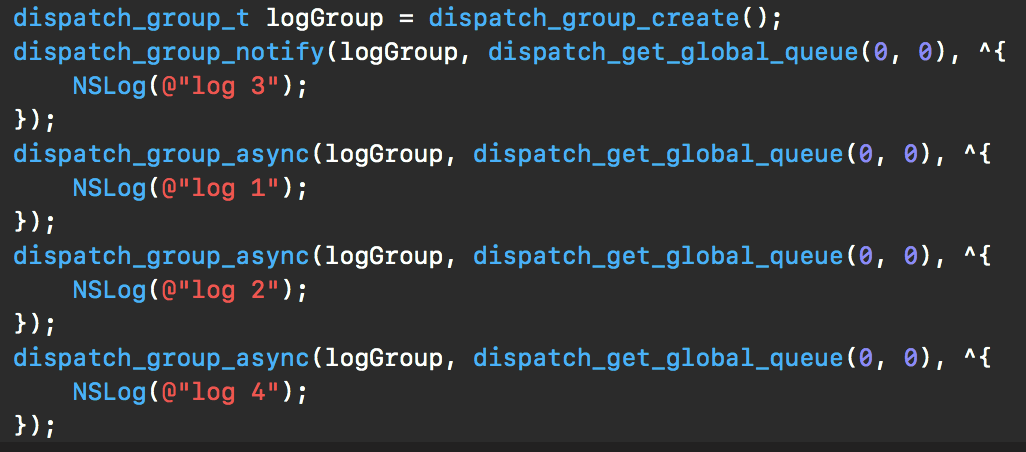 dispatch_group_t logGroup = dispatch_group_create();
dispatch_group_notify(logGroup, dispatch_get_global_queue(0, 0), ^{
    NSLog(@"log 3");
});
dispatch_group_async(logGroup, dispatch_get_global_queue(0, 0), ^{
    NSLog(@"log 1");
});
dispatch_group_async(logGroup, dispatch_get_global_queue(0, 0), ^{
    NSLog(@"log 2");
});
dispatch_group_async(logGroup, dispatch_get_global_queue(0, 0), ^{
    NSLog(@"log 4");
});